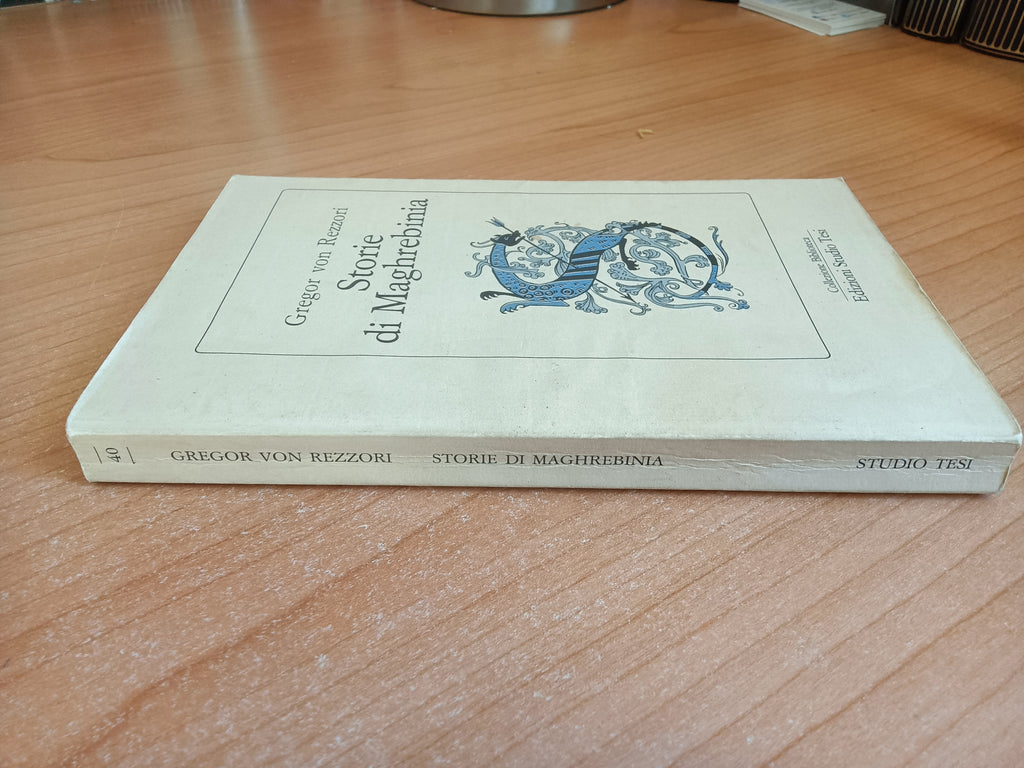 Gregor von Rezzori
Storie
di Maghrebinia
Collezione Biblioteca
Edizioni Studio Tesi
40
GREGOR VON REZZORI STORIE DI MAGHREBINIA STUDIO TESI